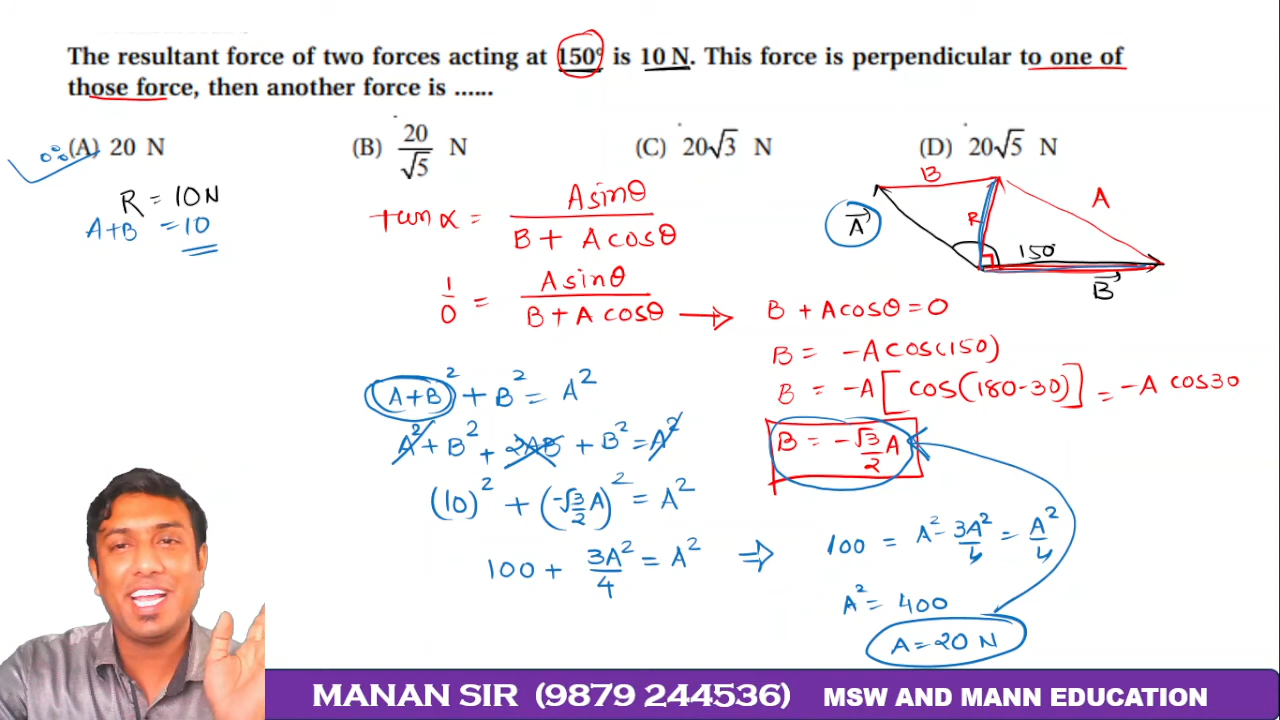 The resultant force of two forces acting at 150° is 10 N. This force is perpendicular to one of
those force, then another force is ......
(A) 20 N (B) 20/√5 N (C) 20√3 N (D) 20√5 N
R = 10N
A+B = 10
tan α = A sinθ / B + A cosθ
1/0 = A sinθ / B + A cosθ → B + A cosθ = 0
B = -A cos(150)
B = -A [cos(180-30)] = -A cos30
B = -√3/2 A
A+B² + B² = A²
A² + B² + 2AB + B² = A²
(10)² + (-√3/2 A)² = A²
100 + 3A²/4 = A² ⇒ 100 = A² - 3A²/4 = A²/4
A² = 400
A = 20 N
B
A
R
A⃗
150
B⃗
MANAN SIR (9879 244536) MSW AND MANN EDUCATION